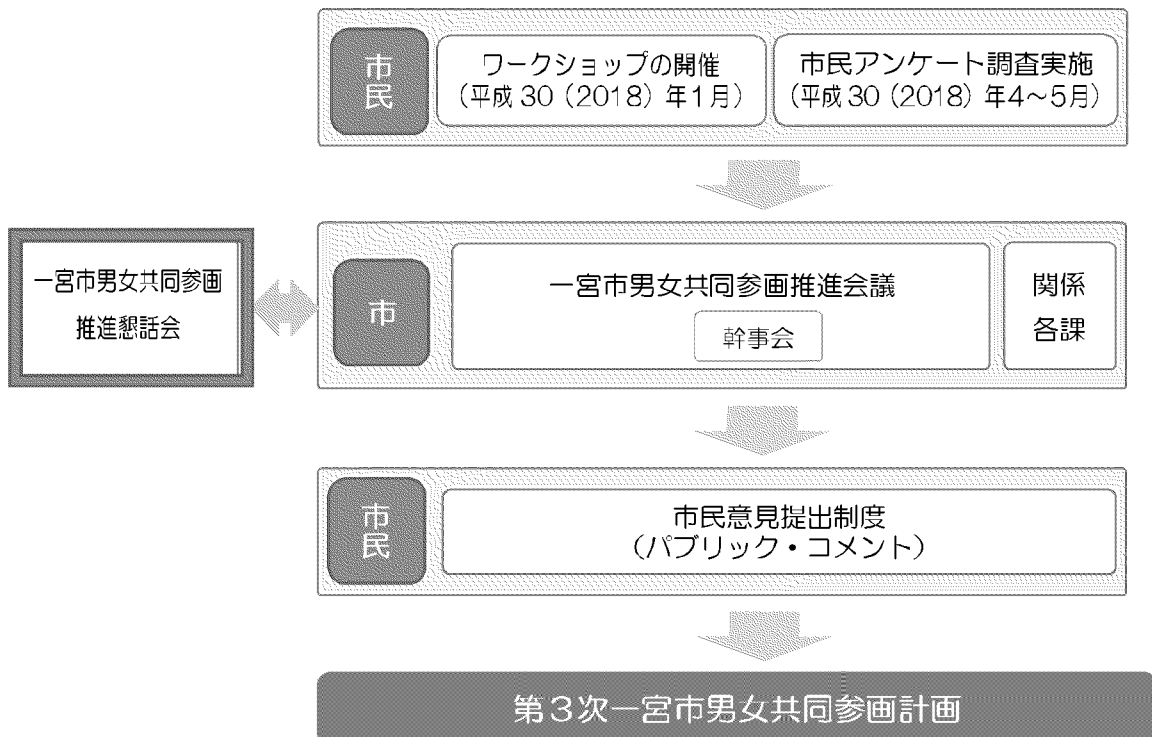 市民
ワークショップの開催
（平成30（2018）年1月）
市民アンケート調査実施
（平成30（2018）年4～5月）
一宮市男女共同参画
推進懇話会
市
一宮市男女共同参画推進会議
幹事会
関係
各課
市民
市民意見提出制度
（パブリック・コメント）
第3次一宮市男女共同参画計画